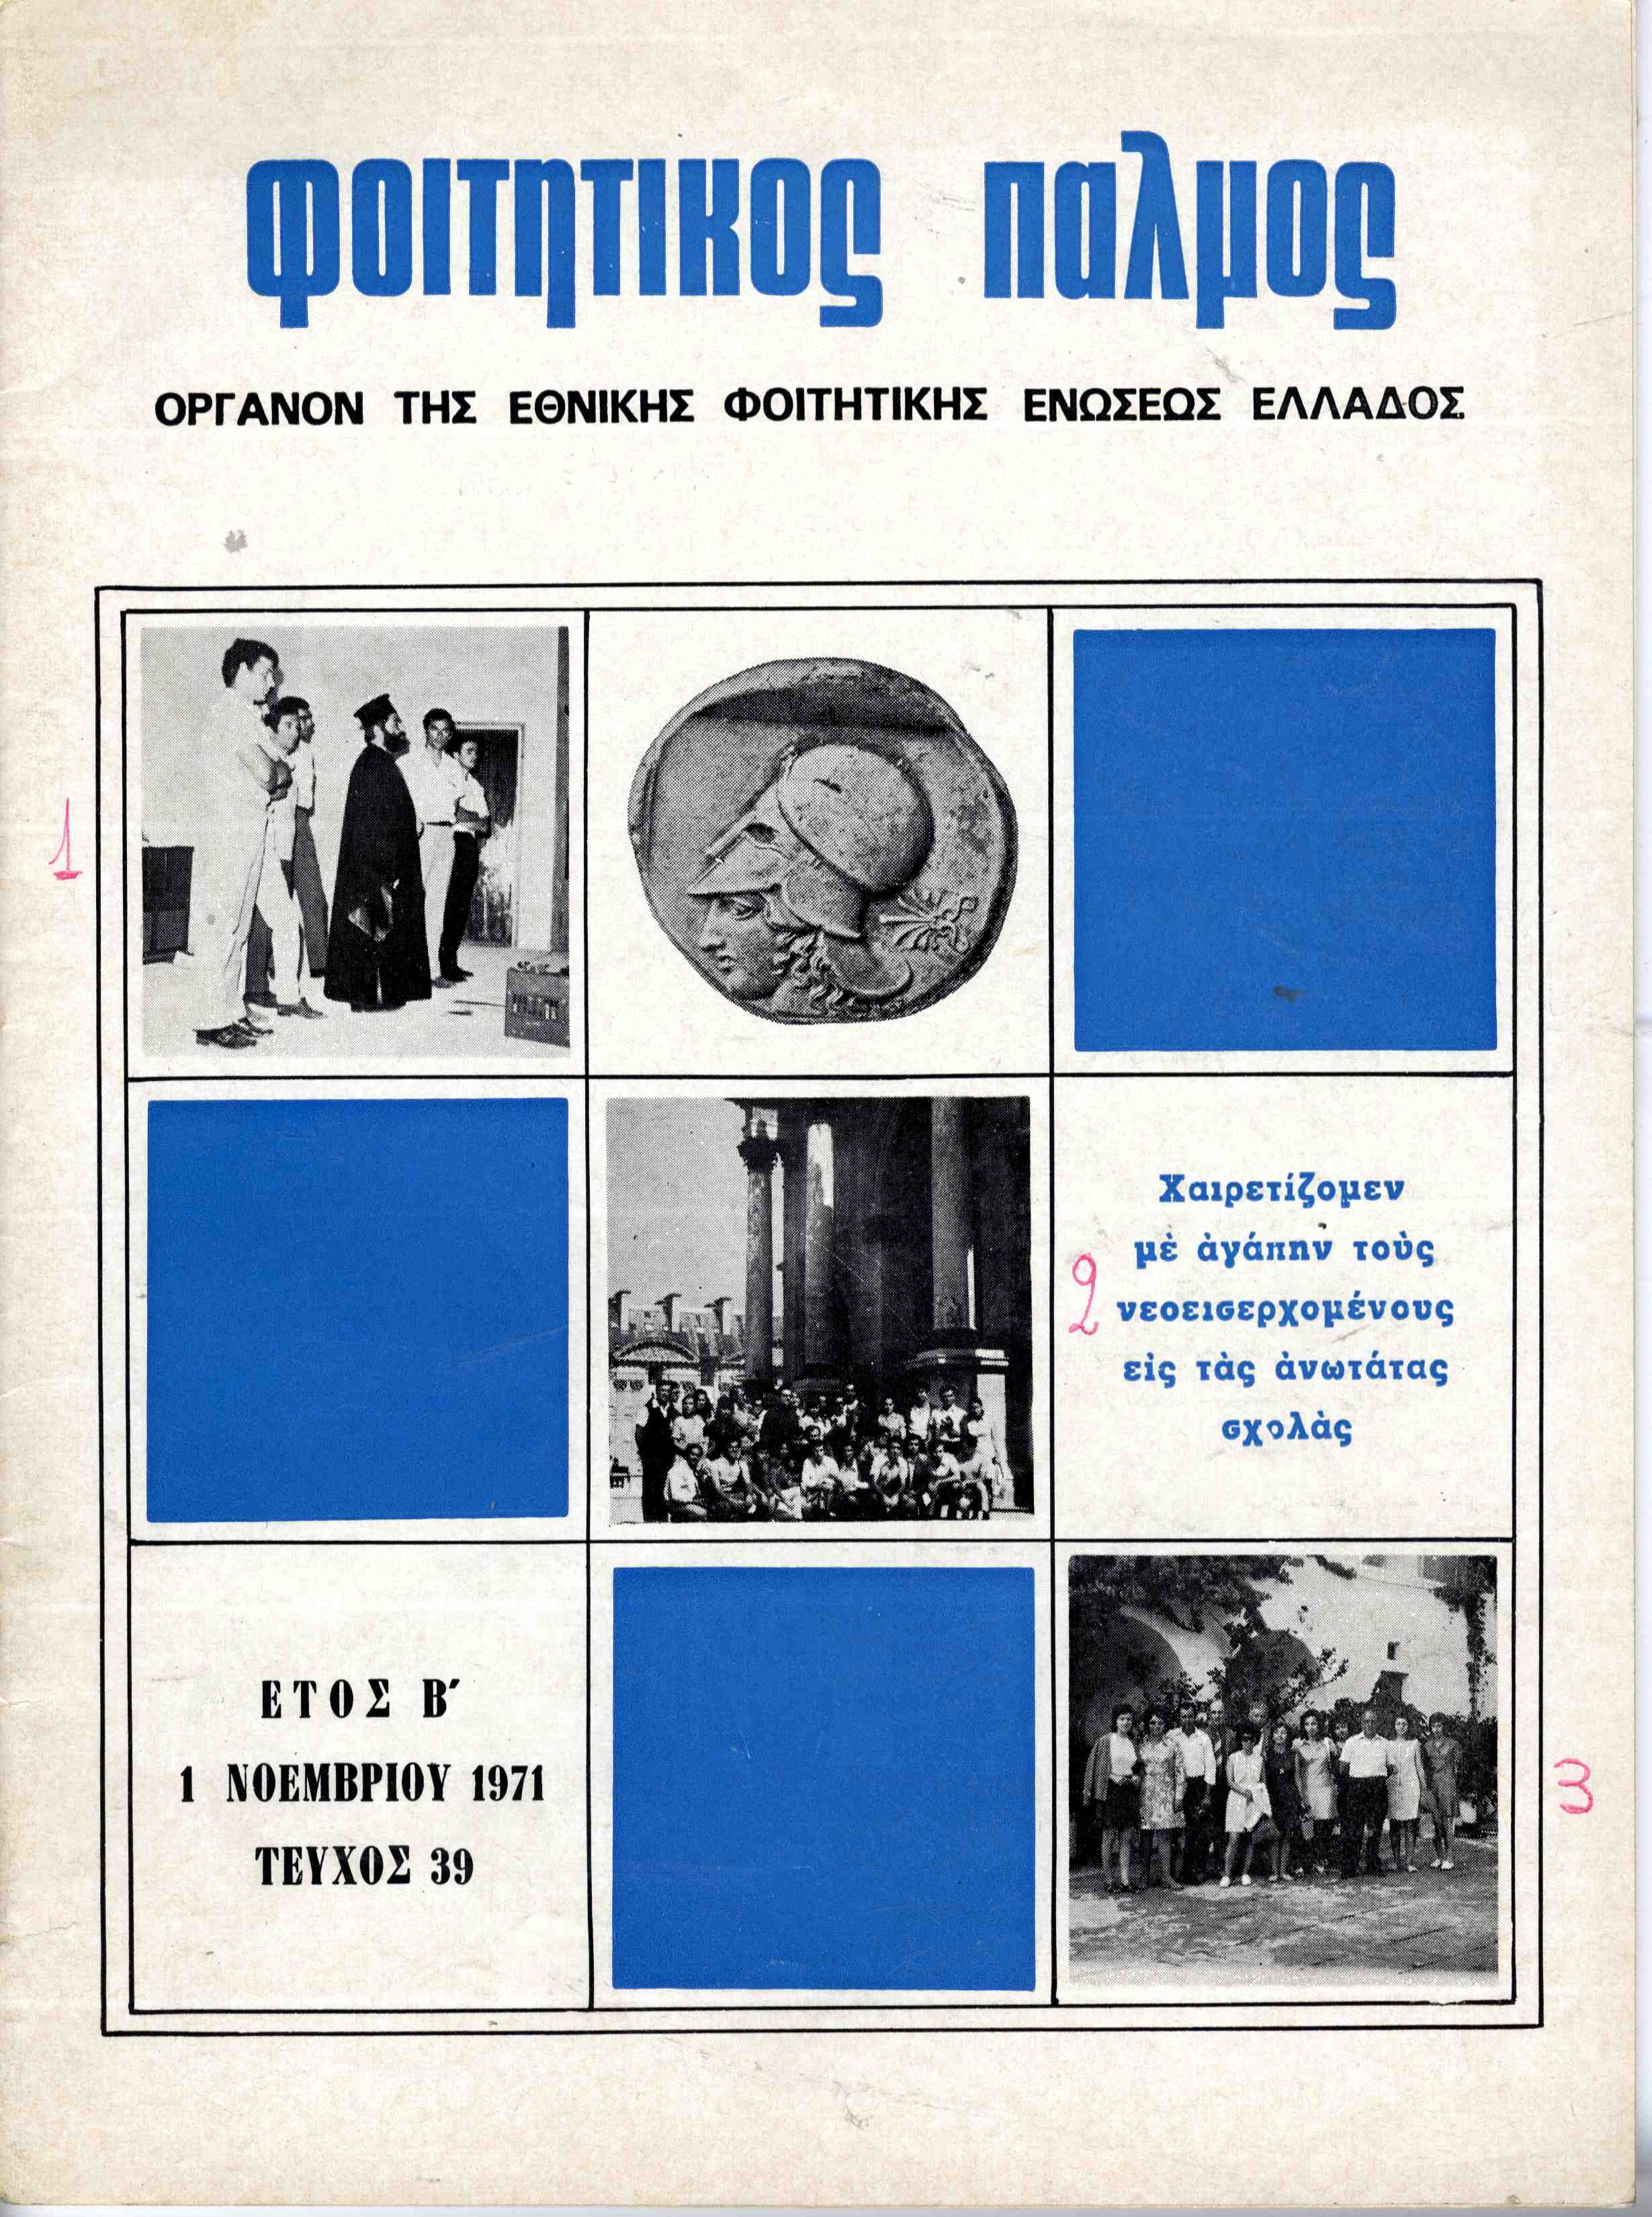 φοιτητικος παλμος
ΟΡΓΑΝΟΝ ΤΗΣ ΕΘΝΙΚΗΣ ΦΟΙΤΗΤΙΚΗΣ ΕΝΩΣΕΩΣ ΕΛΛΑΔΟΣ
1
Χαιρετίζομεν
μὲ ἀγάπην τοὺς
2
νεοεισερχομένους
εἰς τὰς ἀνωτάτας
σχολὰς
ΕΤΟΣ Β΄
1 ΝΟΕΜΒΡΙΟΥ 1971
ΤΕΥΧΟΣ 39
3